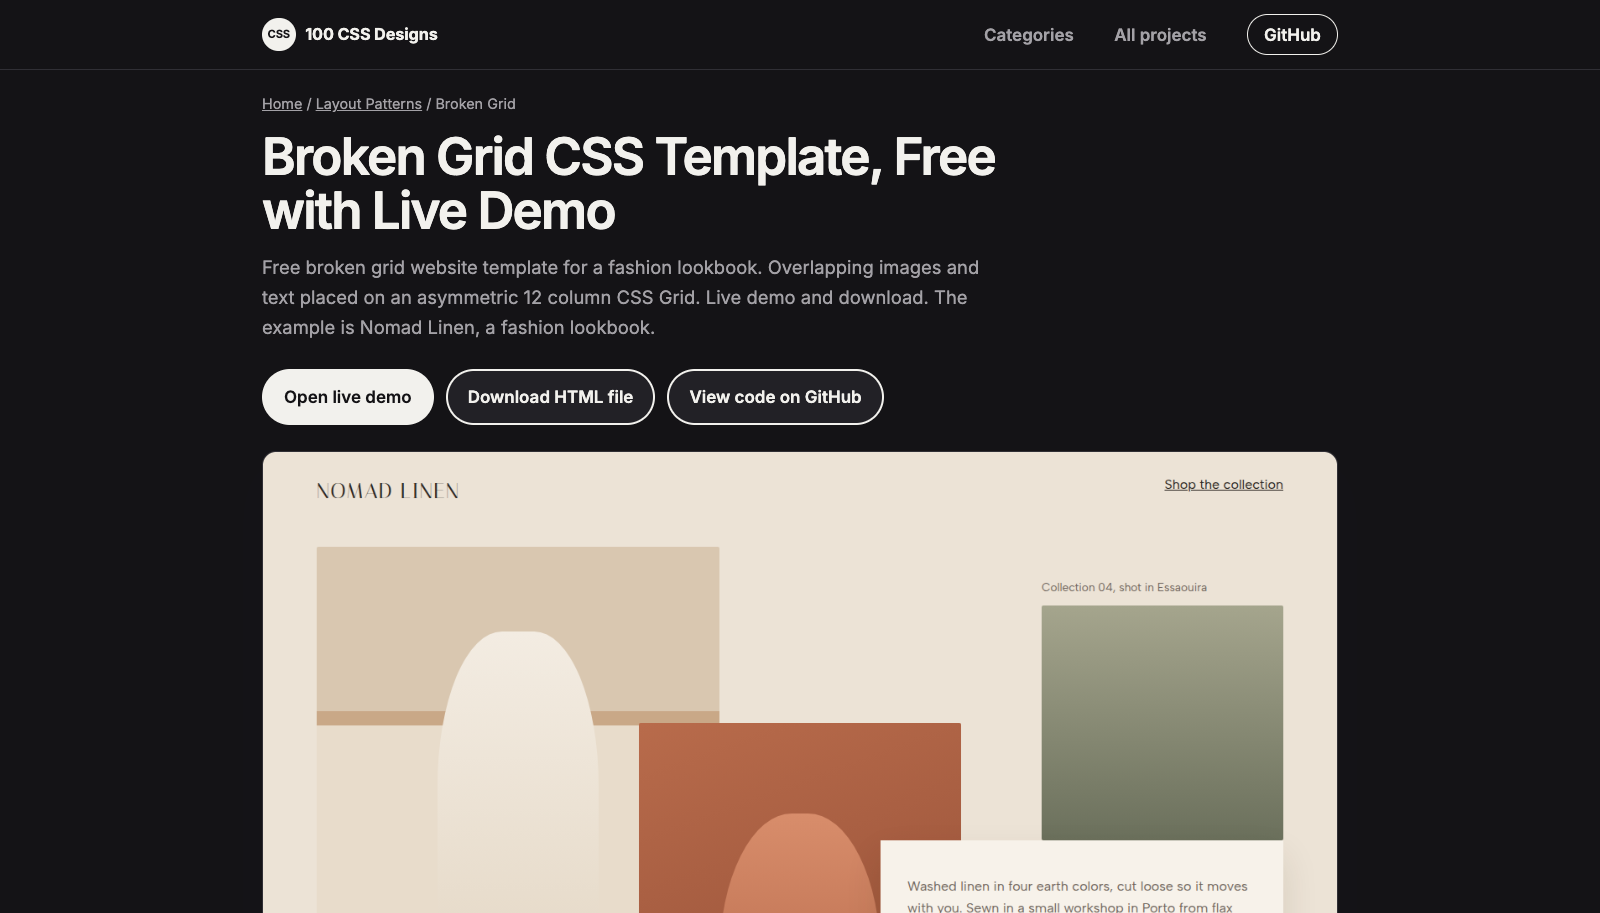 CSS 100 CSS Designs
Categories All projects GitHub
Home / Layout Patterns / Broken Grid
Broken Grid CSS Template, Free
with Live Demo
Free broken grid website template for a fashion lookbook. Overlapping images and
text placed on an asymmetric 12 column CSS Grid. Live demo and download. The
example is Nomad Linen, a fashion lookbook.
Open live demo Download HTML file View code on GitHub
NOMAD LINEN
Shop the collection
Collection 04, shot in Essaouira
Washed linen in four earth colors, cut loose so it moves
with you. Sewn in a small workshop in Porto from flax